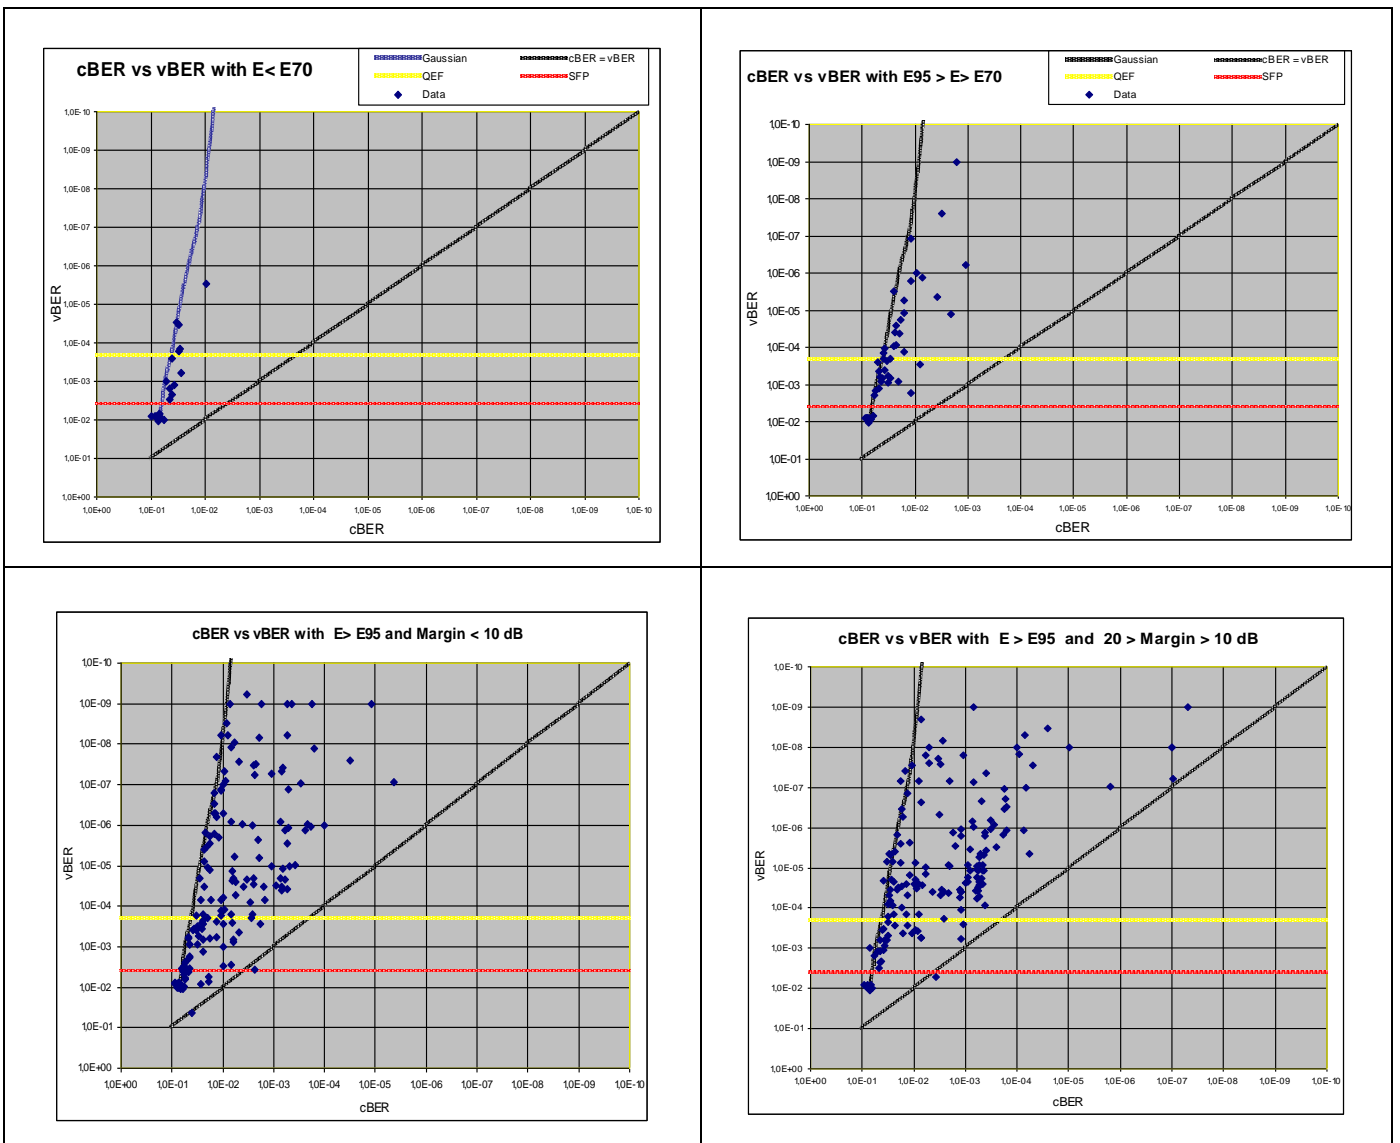 cBER vs vBER with E< E70
Gaussian
cBER = vBER
QEF
SFP
Data
1,0E-10
1,0E-09
1,0E-08
1,0E-07
1,0E-06
1,0E-05
1,0E-04
1,0E-03
1,0E-02
1,0E-01
1,0E+00
vBER
1,0E+00 1,0E-01 1,0E-02 1,0E-03 1,0E-04 1,0E-05 1,0E-06 1,0E-07 1,0E-08 1,0E-09 1,0E-10
cBER
cBER vs vBER with E95 > E> E70
Gaussian
cBER = vBER
QEF
SFP
Data
1,0E-10
1,0E-09
1,0E-08
1,0E-07
1,0E-06
1,0E-05
1,0E-04
1,0E-03
1,0E-02
1,0E-01
1,0E+00
vBER
1,0E+00 1,0E-01 1,0E-02 1,0E-03 1,0E-04 1,0E-05 1,0E-06 1,0E-07 1,0E-08 1,0E-09 1,0E-10
cBER
cBER vs vBER with E> E95 and Margin < 10 dB
1,0E-10
1,0E-09
1,0E-08
1,0E-07
1,0E-06
1,0E-05
1,0E-04
1,0E-03
1,0E-02
1,0E-01
1,0E+00
vBER
1,0E+00 1,0E-01 1,0E-02 1,0E-03 1,0E-04 1,0E-05 1,0E-06 1,0E-07 1,0E-08 1,0E-09 1,0E-10
cBER
cBER vs vBER with E > E95 and 20 > Margin > 10 dB
1,0E-10
1,0E-09
1,0E-08
1,0E-07
1,0E-06
1,0E-05
1,0E-04
1,0E-03
1,0E-02
1,0E-01
1,0E+00
vBER
1,0E+00 1,0E-01 1,0E-02 1,0E-03 1,0E-04 1,0E-05 1,0E-06 1,0E-07 1,0E-08 1,0E-09 1,0E-10
cBER